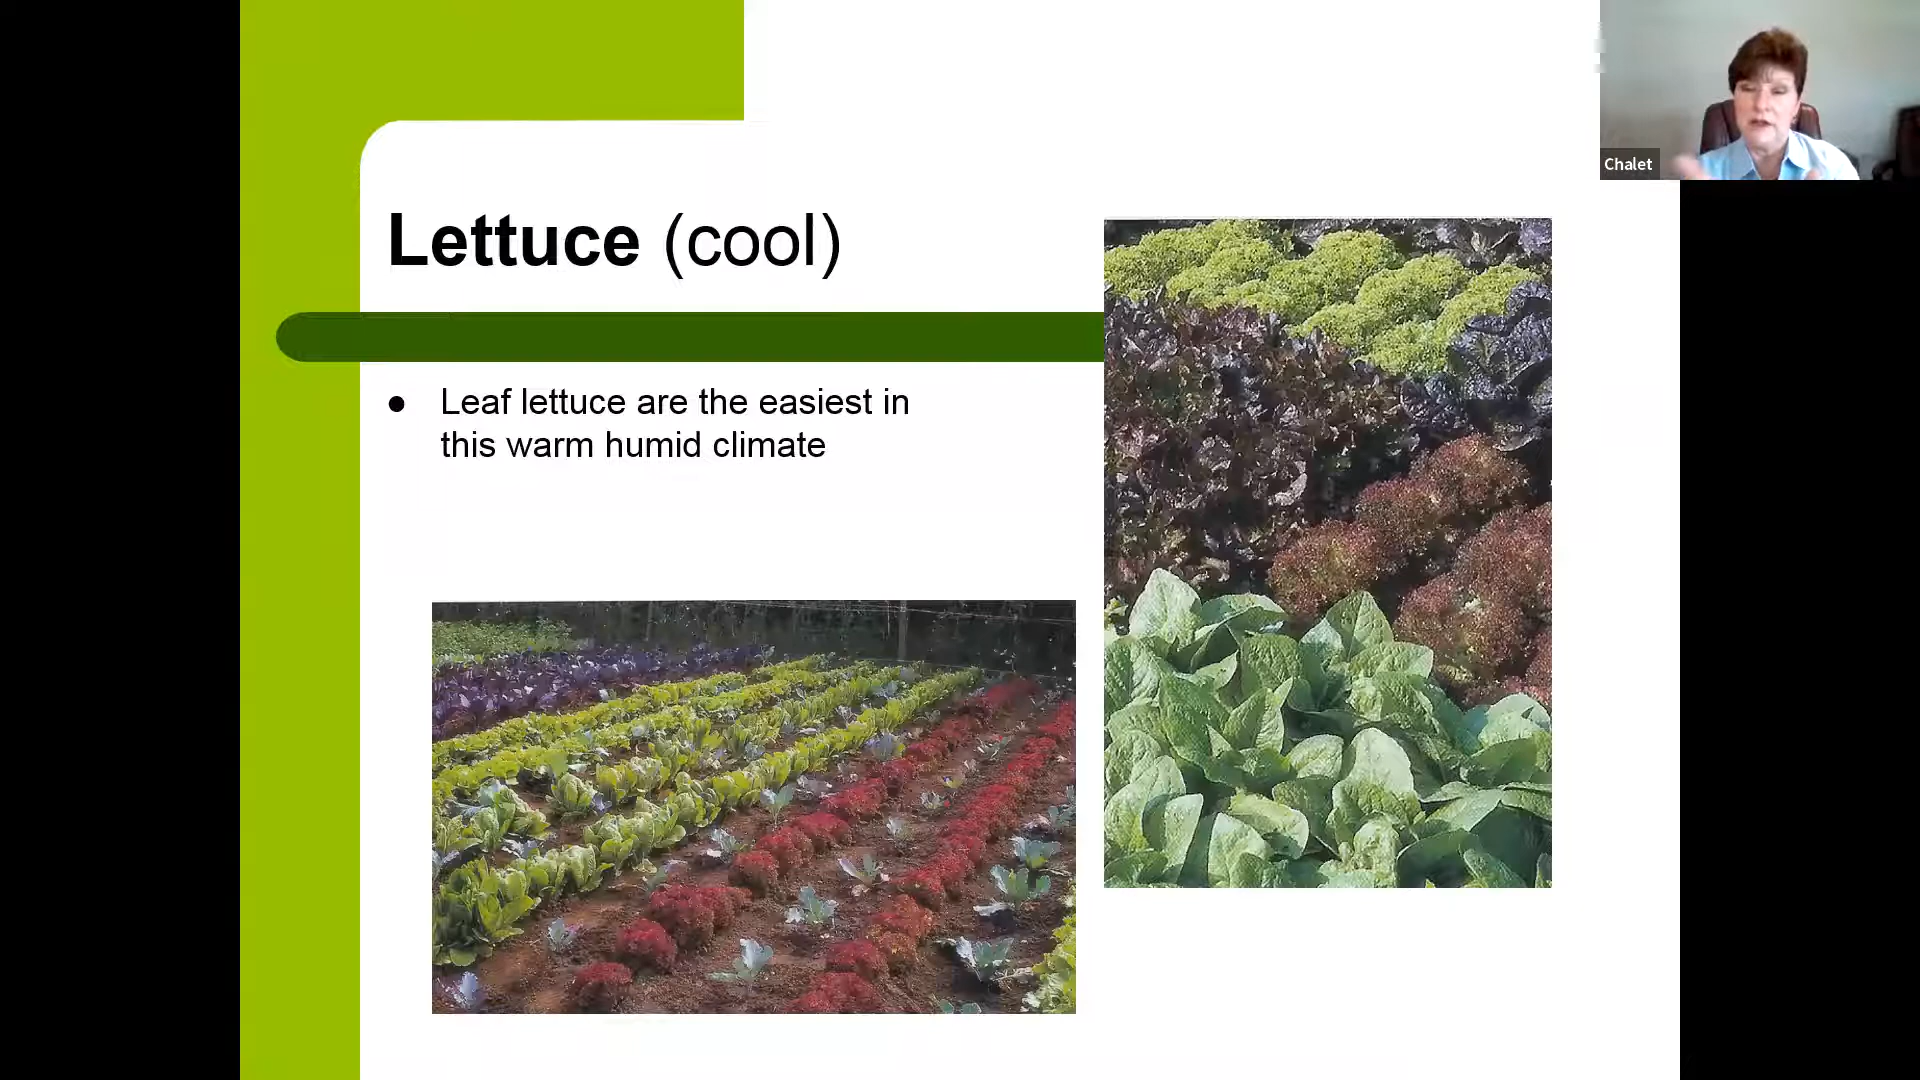 Chalet
Lettuce (cool)
● Leaf lettuce are the easiest in
this warm humid climate